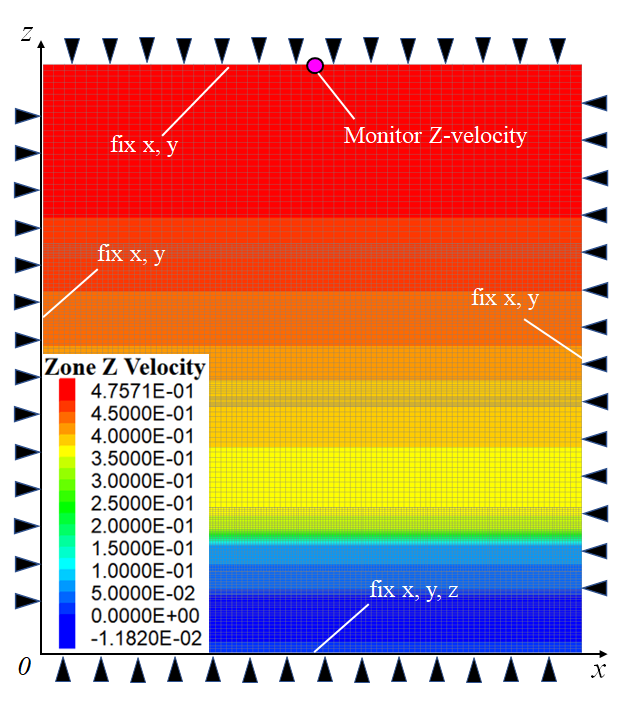 z
fix x, y
Monitor Z-velocity
fix x, y
fix x, y
Zone Z Velocity
4.7571E-01
4.5000E-01
4.0000E-01
3.5000E-01
3.0000E-01
2.5000E-01
2.0000E-01
1.5000E-01
1.0000E-01
5.0000E-02
0.0000E+00
-1.1820E-02
fix x, y, z
0
x